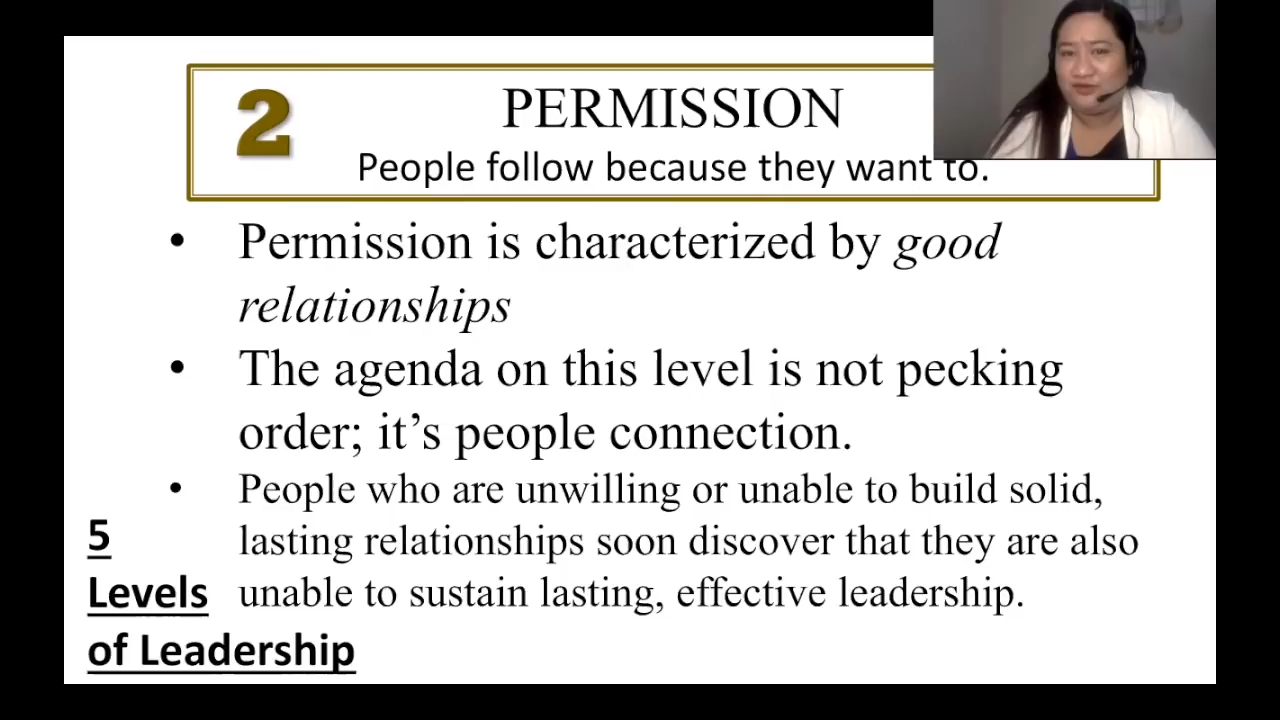 2
PERMISSION
People follow because they want to.
• Permission is characterized by good
relationships
• The agenda on this level is not pecking
order; it’s people connection.
• People who are unwilling or unable to build solid,
lasting relationships soon discover that they are also
unable to sustain lasting, effective leadership.
5
Levels
of Leadership